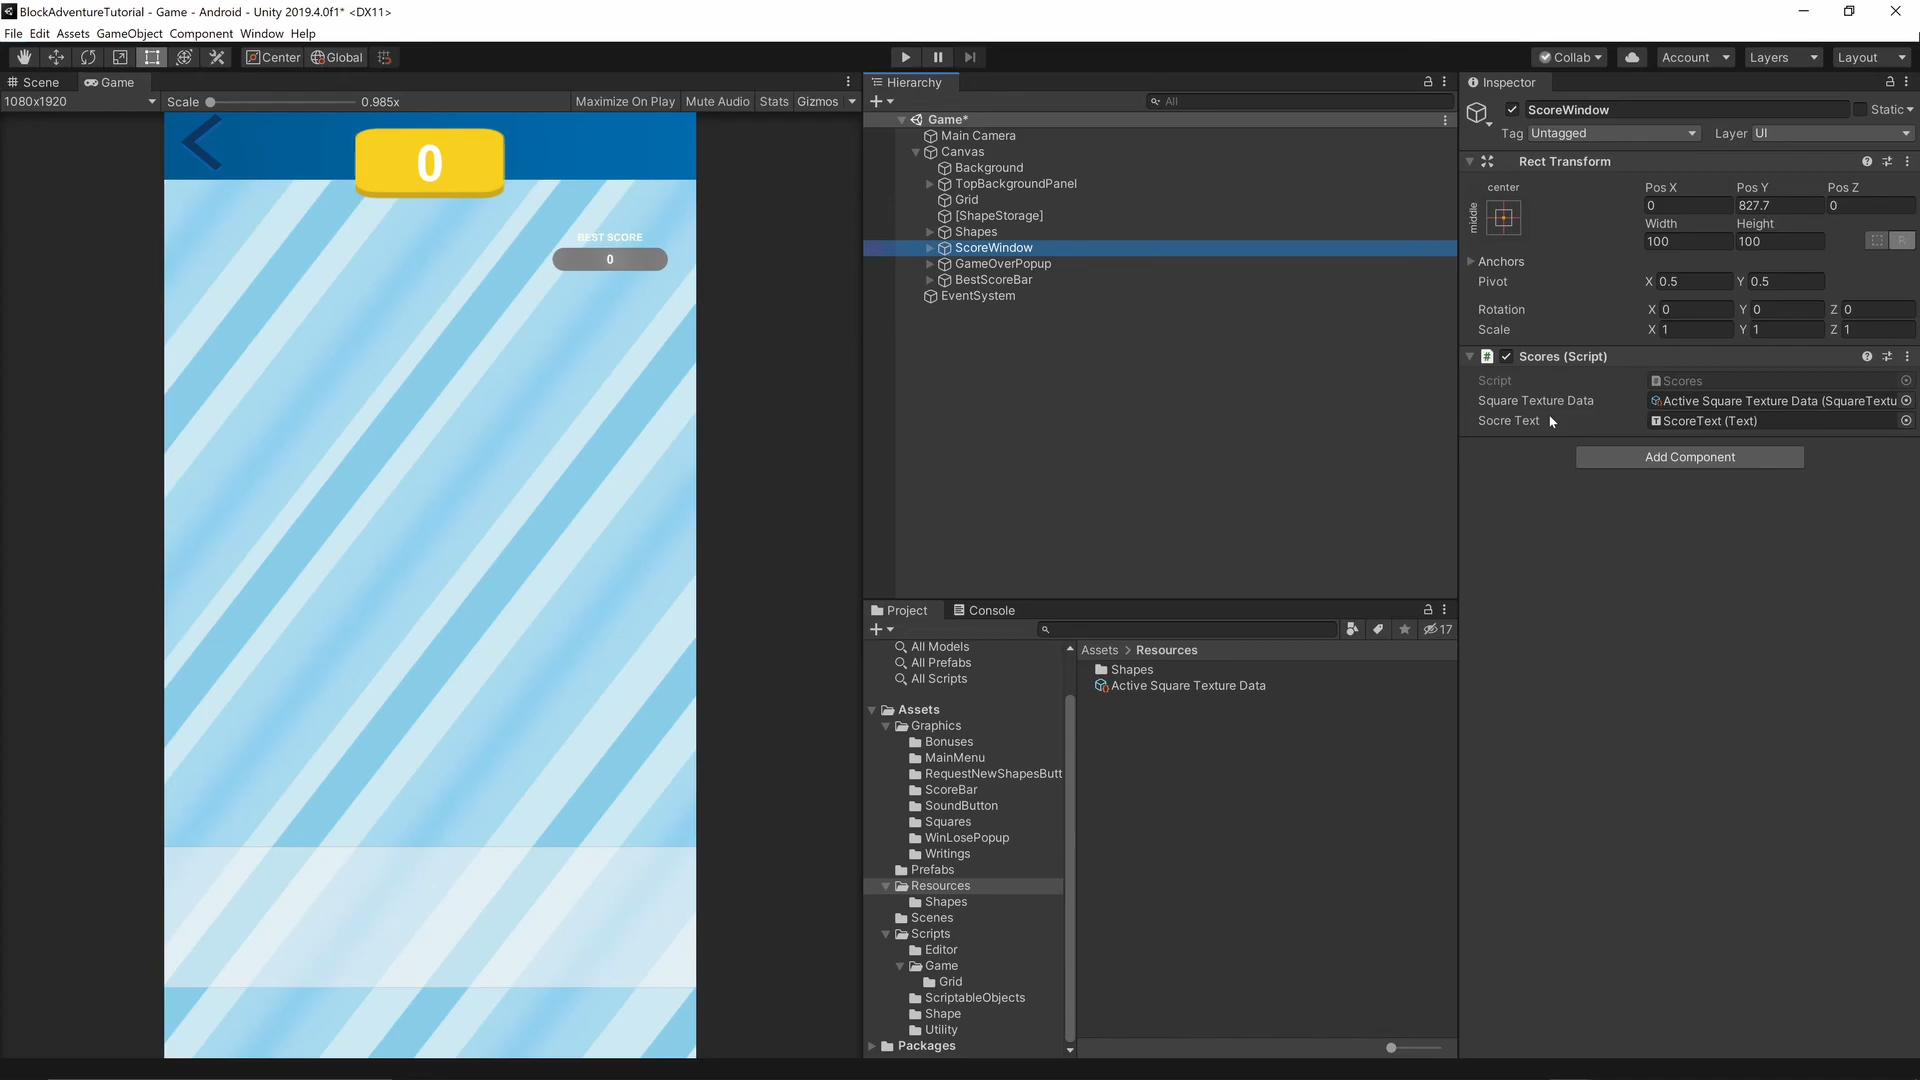 BlockAdventureTutorial - Game - Android - Unity 2019.4.0f1* <DX11>
File Edit Assets GameObject Component Window Help
Center Global Collab Account Layers Layout
Scene Game
1080x1920 Scale 0.985x Maximize On Play Mute Audio Stats Gizmos
0
BEST SCORE
0
Hierarchy
All
Game*
Main Camera
Canvas
Background
TopBackgroundPanel
Grid
[ShapeStorage]
Shapes
ScoreWindow
GameOverPopup
BestScoreBar
EventSystem
Project Console
17
All Models
All Prefabs
All Scripts
Assets
Graphics
Bonuses
MainMenu
RequestNewShapesButt
ScoreBar
SoundButton
Squares
WinLosePopup
Writings
Prefabs
Resources
Shapes
Scenes
Scripts
Editor
Game
Grid
ScriptableObjects
Shape
Utility
Packages
Assets > Resources
Shapes
Active Square Texture Data
Inspector
ScoreWindow Static
Tag Untagged Layer UI
Rect Transform
center
middle
Pos X Pos Y Pos Z
0 827.7 0
Width Height
100 100
R
Anchors
Pivot X 0.5 Y 0.5
Rotation X 0 Y 0 Z 0
Scale X 1 Y 1 Z 1
# Scores (Script)
Script Scores
Square Texture Data Active Square Texture Data (SquareTextu
Socre Text ScoreText (Text)
Add Component